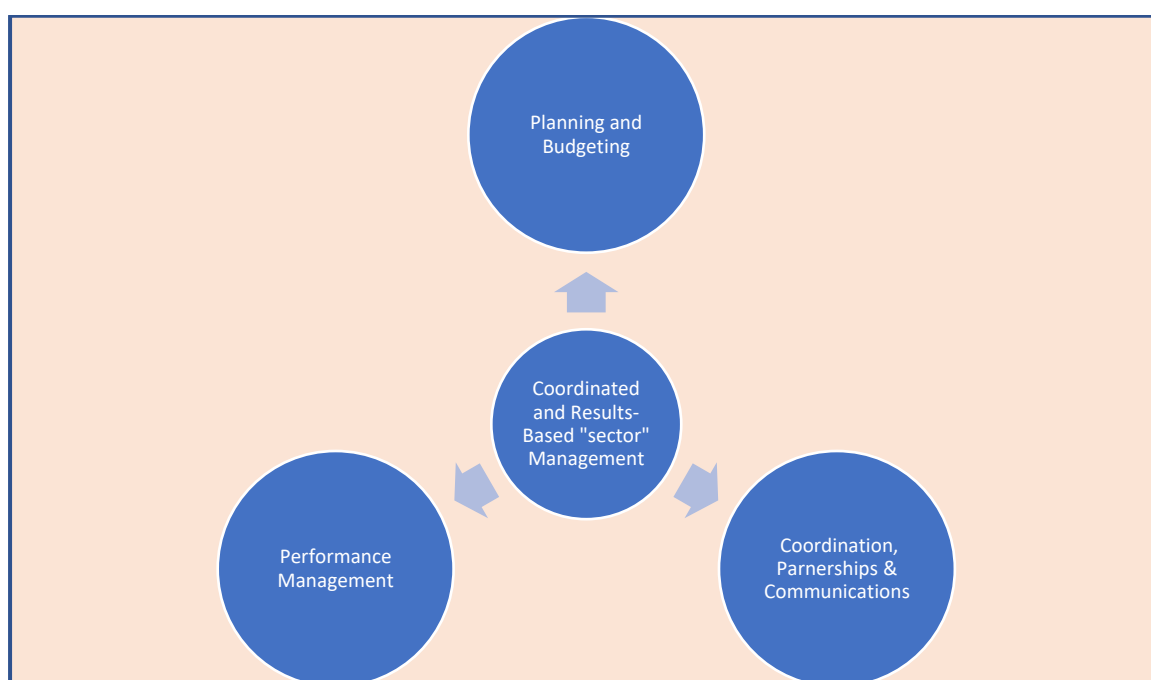 Planning and
Budgeting
Coordinated
and Results-
Based "sector"
Management
Performance
Management
Coordination,
Parnerships &
Communications